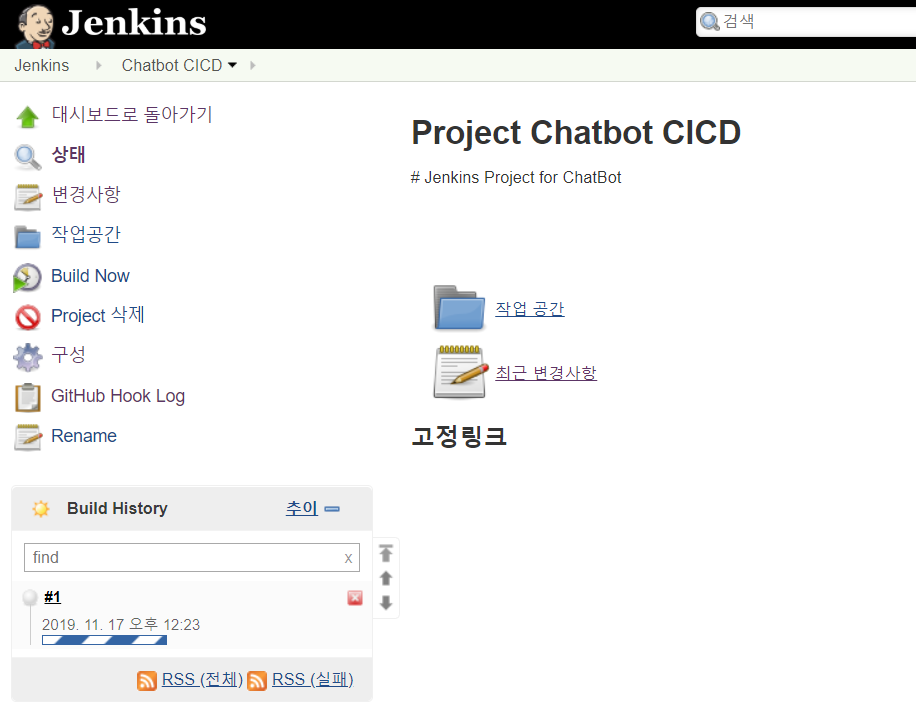 Jenkins
검색
Jenkins
Chatbot CICD
대시보드로 돌아가기
상태
변경사항
작업공간
Build Now
Project 삭제
구성
GitHub Hook Log
Rename
Build History
추이
find
x
#1
2019. 11. 17 오후 12:23
RSS (전체)
RSS (실패)
Project Chatbot CICD
# Jenkins Project for ChatBot
작업 공간
최근 변경사항
고정링크